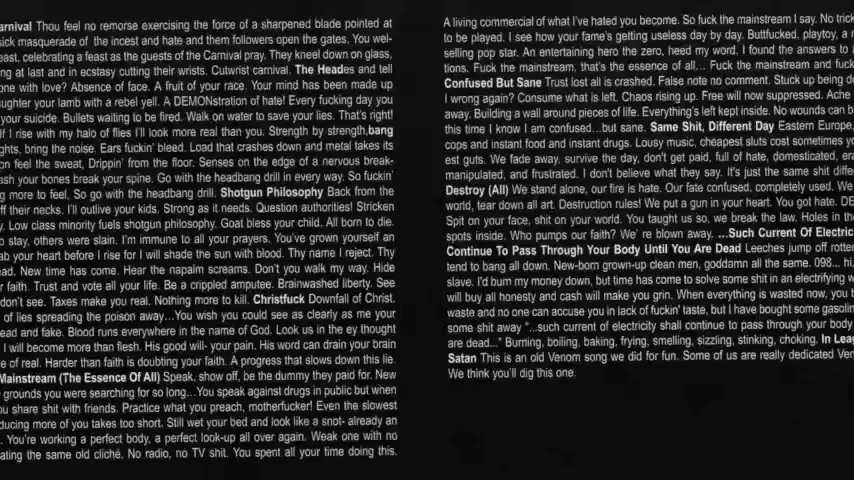 arnival Thou feel no remorse exercising the force of a sharpened blade pointed at
sick masquerade of the incest and hate and them followers open the gates. You wel-
east, celebrating a feast as the guests of the Carnival pray. They kneel down on glass,
ng at last and in ecstasy cutting their wrists. Cutwrist carnival. The Heades and tell
one with love? Absence of face. A fruit of your race. Your mind has been made up
ughter your lamb with a rebel yell. A DEMONstration of hate! Every fucking day you
your suicide. Bullets waiting to be fired. Walk on water to save your lies. That's right!
If I rise with my halo of flies I'll look more real than you. Strength by strength,bang
ghts, bring the noise. Ears fuckin' bleed. Load that crashes down and metal takes its
gn feel the sweat, Drippin' from the floor. Senses on the edge of a nervous break-
ash your bones break your spine. Go with the headbang drill in every way. So fuckin'
g more to feel, So go with the headbang drill. Shotgun Philosophy Back from the
ff their necks. I'll outlive your kids. Strong as it needs. Question authorities! Stricken
y. Low class minority fuels shotgun philosophy. Goat bless your child. All born to die.
o stay, others were slain. I'm immune to all your prayers. You've grown yourself an
ab your heart before I rise for I will shade the sun with blood. Thy name I reject. Thy
ead. New time has come. Hear the napalm screams. Don't you walk my way. Hide
r faith. Trust and vote all your life. Be a crippled amputee. Brainwashed liberty. See
don't see. Taxes make you real. Nothing more to kill. Christfuck Downfall of Christ.
of lies spreading the poison away...You wish you could see as clearly as me your
ead and fake. Blood runs everywhere in the name of God. Look us in the ey thought
I will become more than flesh. His good will- your pain. His word can drain your brain
e of real. Harder than faith is doubting your faith. A progress that slows down this lie.
Mainstream (The Essence Of All) Speak, show off, be the dummy they paid for. New
grounds you were searching for so long...You speak against drugs in public but when
ou share shit with friends. Practice what you preach, motherfucker! Even the slowest
ducing more of you takes too short. Still wet your bed and look like a snot- already an
. You're working a perfect body, a perfect look-up all over again. Weak one with no
ating the same old cliché. No radio, no TV shit. You spent all your time doing this.
A living commercial of what I've hated you become. So fuck the mainstream I say. No trick
to be played. I see how your fame's getting useless day by day. Buttfucked, playtoy, a
selling pop star. An entertaining hero the zero, heed my word, I found the answers to
tions. Fuck the mainstream, that's the essence of all... Fuck the mainstream and fuck
Confused But Sane Trust lost all is crashed. False note no comment. Stuck up being
I wrong again? Consume what is left. Chaos rising up. Free will now suppressed. Ache
away. Building a wall around pieces of life. Everything's left kept inside. No wounds can b
this time I know I am confused...but sane. Same Shit, Different Day Eastern Europe,
cops and instant food and instant drugs. Lousy music, cheapest sluts cost sometimes yo
est guts. We fade away, survive the day, don't get paid, full of hate, domesticated, era
manipulated, and frustrated. I don't believe what they say. It's just the same shit differ
Destroy (All) We stand alone, our fire is hate. Our fate confused, completely used. We
world, tear down all art. Destruction rules! We put a gun in your heart. You got hate. DE
Spit on your face, shit on your world. You taught us so, we break the law. Holes in the
spots inside. Who pumps our faith? We' re blown away. ...Such Current Of Electric
Continue To Pass Through Your Body Until You Are Dead Leeches jump off rotten
tend to bang all down. New-born grown-up clean men, goddamn all the same. 098... hi,
slave. I'd burn my money down, but time has come to solve some shit in an electrifying w
will buy all honesty and cash will make you grin. When everything is wasted now, you b
waste and no one can accuse you in lack of fuckin' taste, but I have bought some gasolin
some shit away "...such current of electricity shall continue to pass through your body
are dead..." Burning, boiling, baking, frying, smelling, sizzling, stinking, choking. In Leag
Satan This is an old Venom song we did for fun. Some of us are really dedicated Ven
We think you'll dig this one.